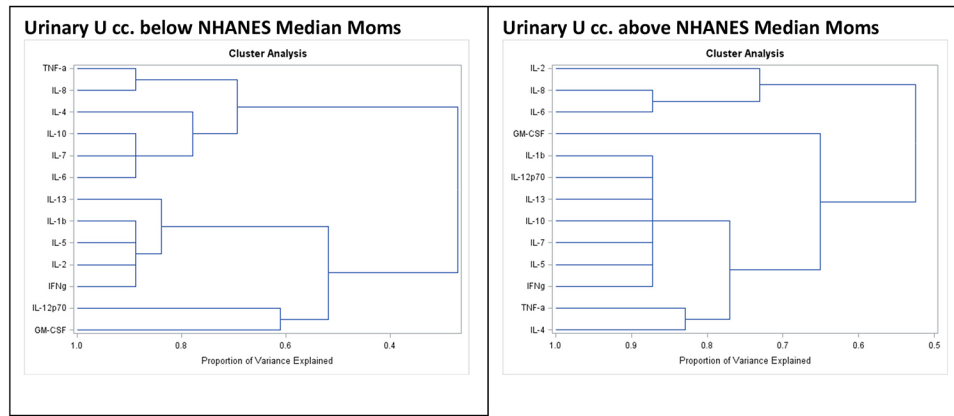 Urinary U cc. below NHANES Median Moms
Cluster Analysis
TNF-a
IL-8
IL-4
IL-10
IL-7
IL-6
IL-13
IL-1b
IL-5
IL-2
IFNg
IL-12p70
GM-CSF
1.0 0.8 0.6 0.4
Proportion of Variance Explained
Urinary U cc. above NHANES Median Moms
Cluster Analysis
IL-2
IL-8
IL-6
GM-CSF
IL-1b
IL-12p70
IL-13
IL-10
IL-7
IL-5
IFNg
TNF-a
IL-4
1.0 0.9 0.8 0.7 0.6 0.5
Proportion of Variance Explained